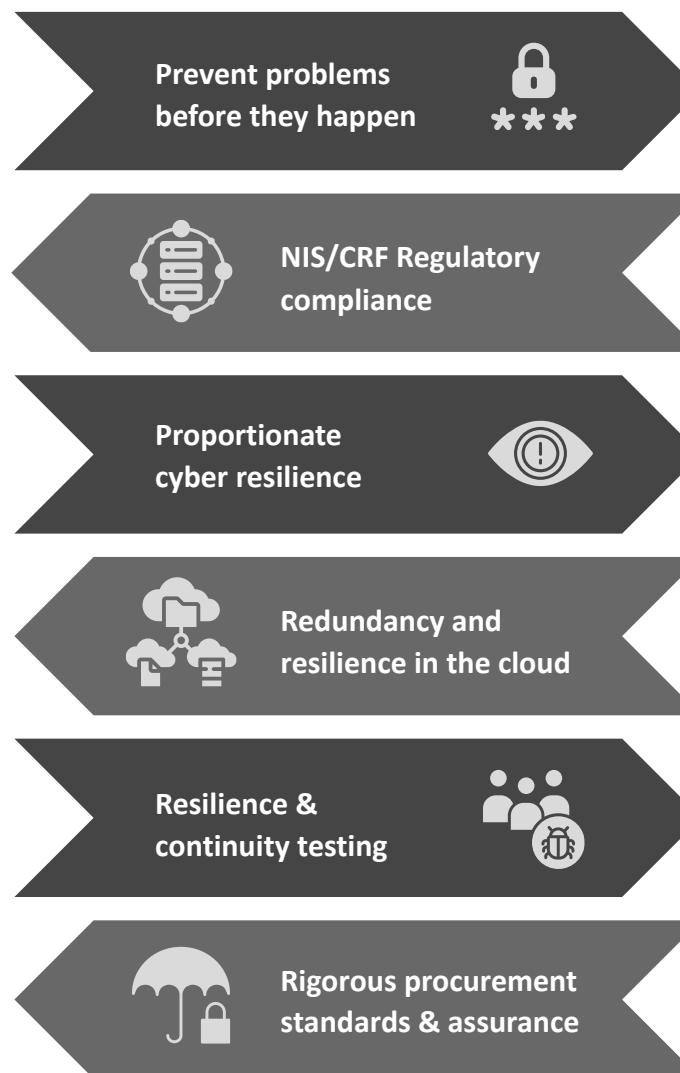 Prevent problems
before they happen
NIS/CRF Regulatory
compliance
Proportionate
cyber resilience
Redundancy and
resilience in the cloud
Resilience &
continuity testing
Rigorous procurement
standards & assurance